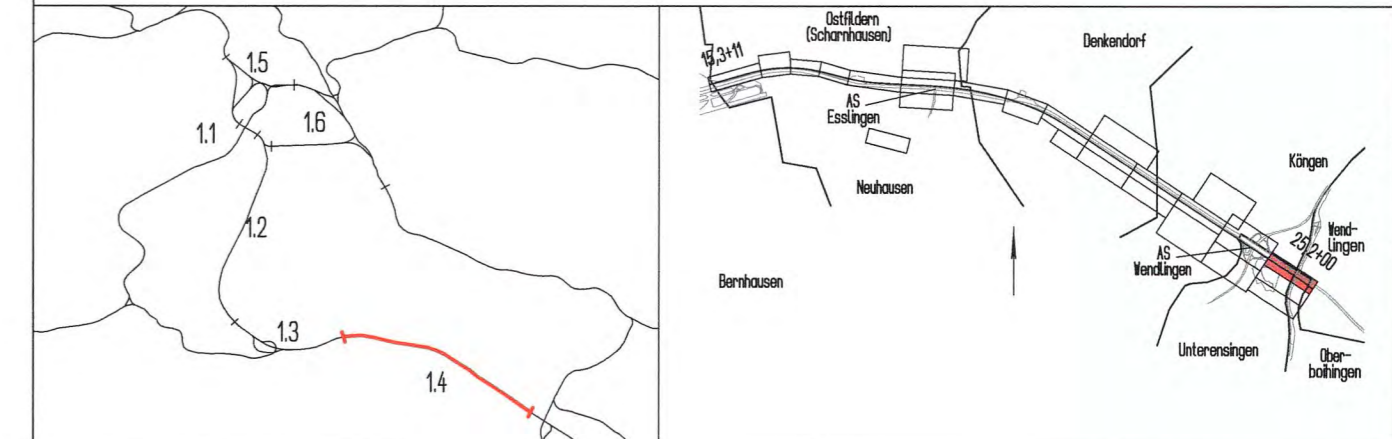 1.5
1.1
1.6
1.2
1.3
1.4
15,3+11
Ostfildern
(Scharnhausen)
Denkendorf
AS
Esslingen
Neuhausen
Köngen
Wend-
lingen
25,2+00
AS
Wendlingen
Bernhausen
Unterensingen
Ober-
boihingen